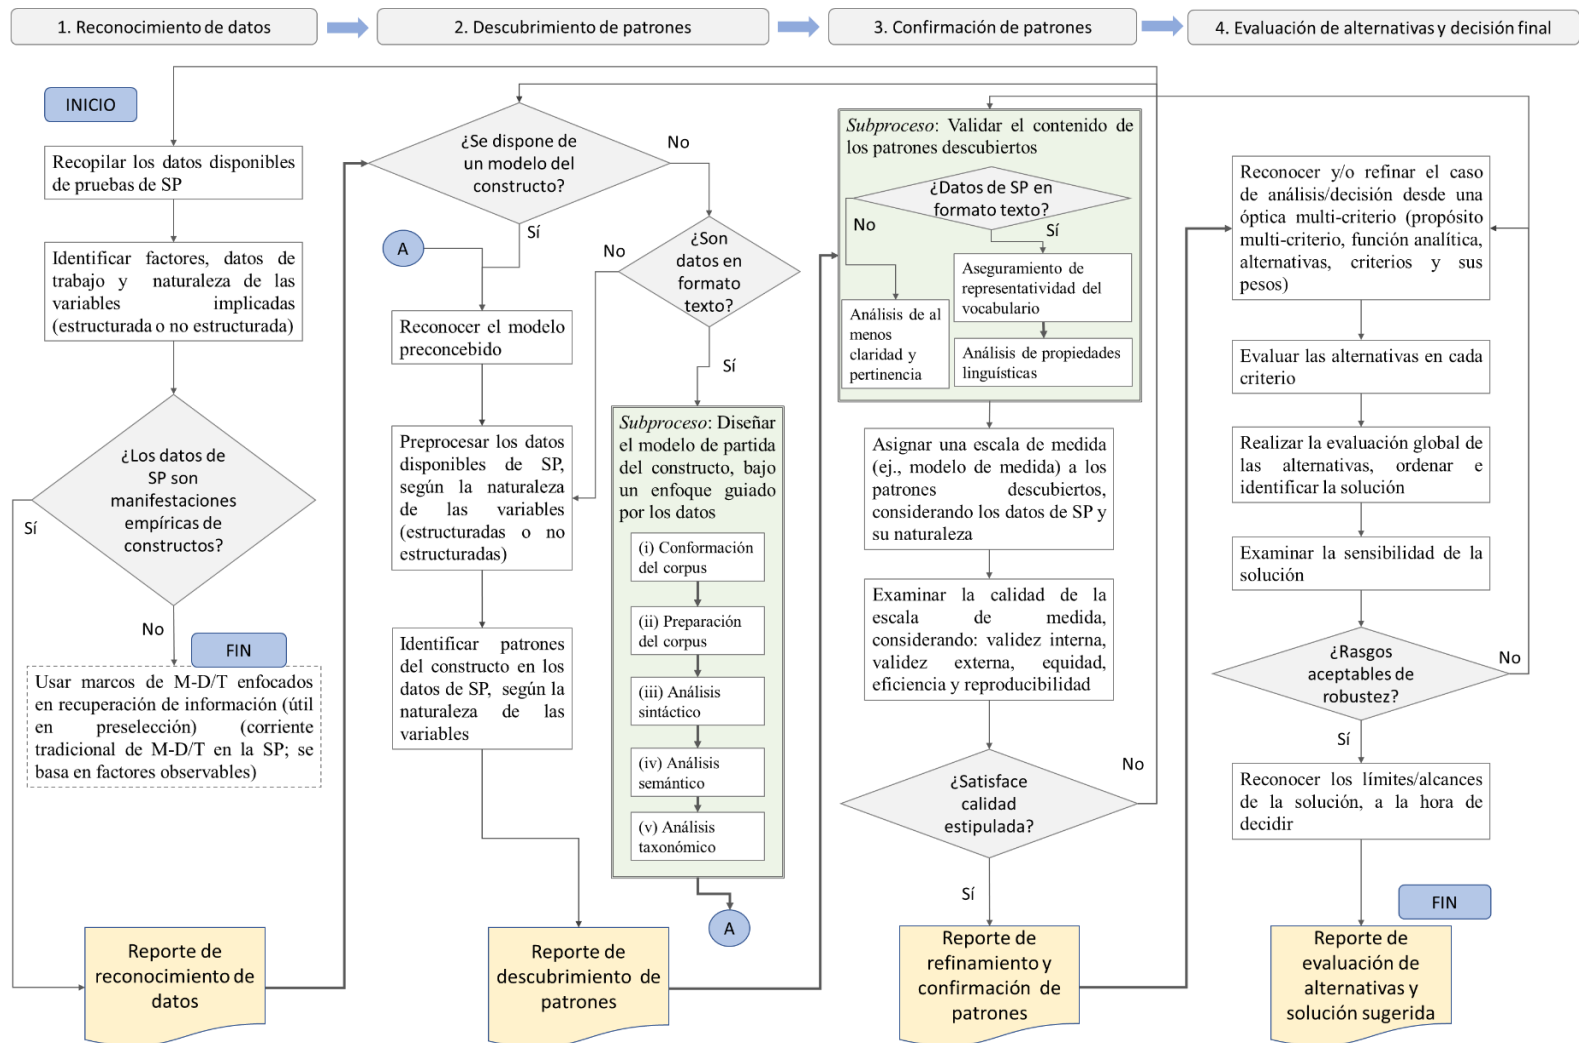 1. Reconocimiento de datos
2. Descubrimiento de patrones
3. Confirmación de patrones
4. Evaluación de alternativas y decisión final
INICIO
Recopilar los datos disponibles
de pruebas de SP
Identificar factores, datos de
trabajo y naturaleza de las
variables implicadas
(estructurada o no estructurada)
¿Los datos de
SP son
manifestaciones
empíricas de
constructos?
Sí
No
FIN
Usar marcos de M-D/T enfocados
en recuperación de información (útil
en preselección) (corriente
tradicional de M-D/T en la SP; se
basa en factores observables)
Reporte de
reconocimiento de
datos
¿Se dispone de
un modelo del
constructo?
No
Sí
A
Reconocer el modelo
preconcebido
Preprocesar los datos
disponibles de SP,
según la naturaleza
de las variables
(estructuradas o no
estructuradas)
Identificar patrones
del constructo en los
datos de SP, según la
naturaleza de las
variables
Reporte de
descubrimiento de
patrones
¿Son
datos en
formato
texto?
No
Sí
Subproceso: Diseñar
el modelo de partida
del constructo, bajo
un enfoque guiado
por los datos
(i) Conformación
del corpus
(ii) Preparación
del corpus
(iii) Análisis
sintáctico
(iv) Análisis
semántico
(v) Análisis
taxonómico
A
Subproceso: Validar el contenido de
los patrones descubiertos
¿Datos de SP en
formato texto?
No
Sí
Análisis de al
menos
claridad y
pertinencia
Aseguramiento de
representatividad del
vocabulario
Análisis de propiedades
linguísticas
Asignar una escala de medida
(ej., modelo de medida) a los
patrones descubiertos,
considerando los datos de SP y
su naturaleza
Examinar la calidad de la
escala de medida,
considerando: validez interna,
validez externa, equidad,
eficiencia y reproducibilidad
¿Satisface
calidad
estipulada?
No
Sí
Reporte de
refinamiento y
confirmación de
patrones
Reconocer y/o refinar el caso
de análisis/decisión desde una
óptica multi-criterio (propósito
multi-criterio, función analítica,
alternativas, criterios y sus
pesos)
Evaluar las alternativas en cada
criterio
Realizar la evaluación global de
las alternativas, ordenar e
identificar la solución
Examinar la sensibilidad de la
solución
¿Rasgos
aceptables de
robustez?
No
Sí
Reconocer los límites/alcances
de la solución, a la hora de
decidir
FIN
Reporte de
evaluación de
alternativas y
solución sugerida